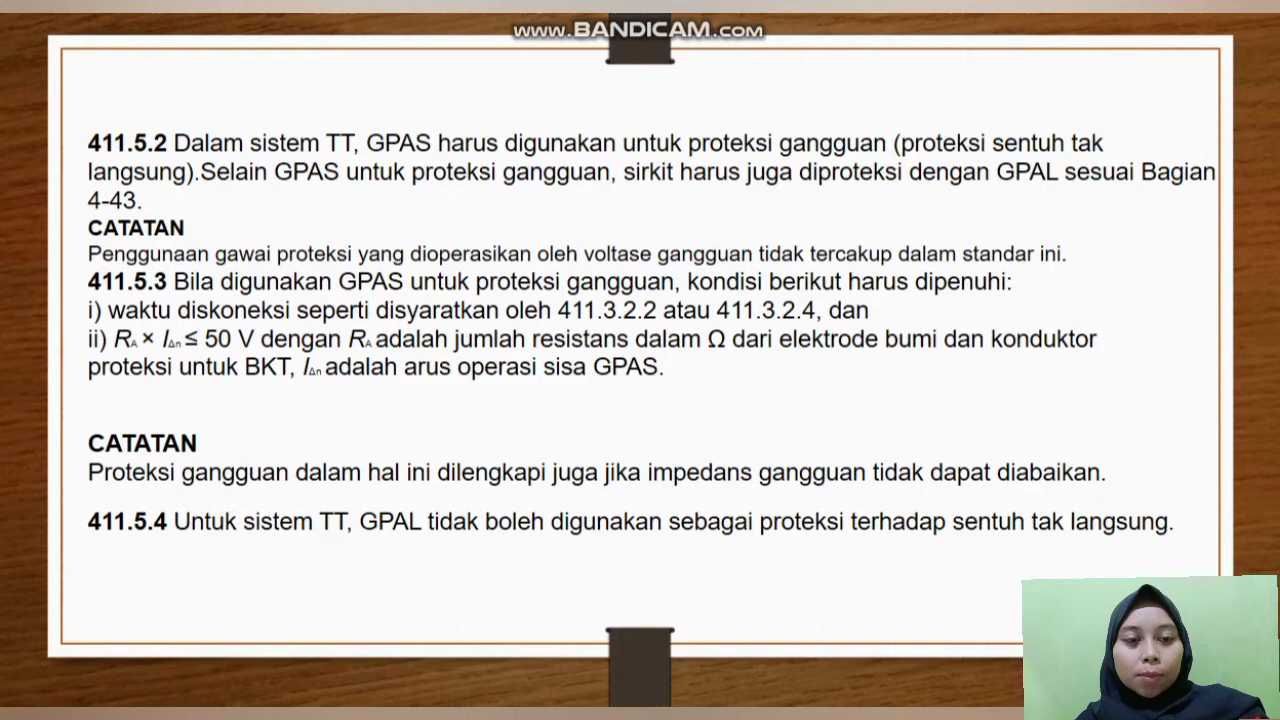 www.BANDICAM.com
411.5.2 Dalam sistem TT, GPAS harus digunakan untuk proteksi gangguan (proteksi sentuh tak
langsung).Selain GPAS untuk proteksi gangguan, sirkit harus juga diproteksi dengan GPAL sesuai Bagian
4-43.
CATATAN
Penggunaan gawai proteksi yang dioperasikan oleh voltase gangguan tidak tercakup dalam standar ini.
411.5.3 Bila digunakan GPAS untuk proteksi gangguan, kondisi berikut harus dipenuhi:
i) waktu diskoneksi seperti disyaratkan oleh 411.3.2.2 atau 411.3.2.4, dan
ii) RA × IΔn ≤ 50 V dengan RA adalah jumlah resistans dalam Ω dari elektrode bumi dan konduktor
proteksi untuk BKT, IΔn adalah arus operasi sisa GPAS.
CATATAN
Proteksi gangguan dalam hal ini dilengkapi juga jika impedans gangguan tidak dapat diabaikan.
411.5.4 Untuk sistem TT, GPAL tidak boleh digunakan sebagai proteksi terhadap sentuh tak langsung.